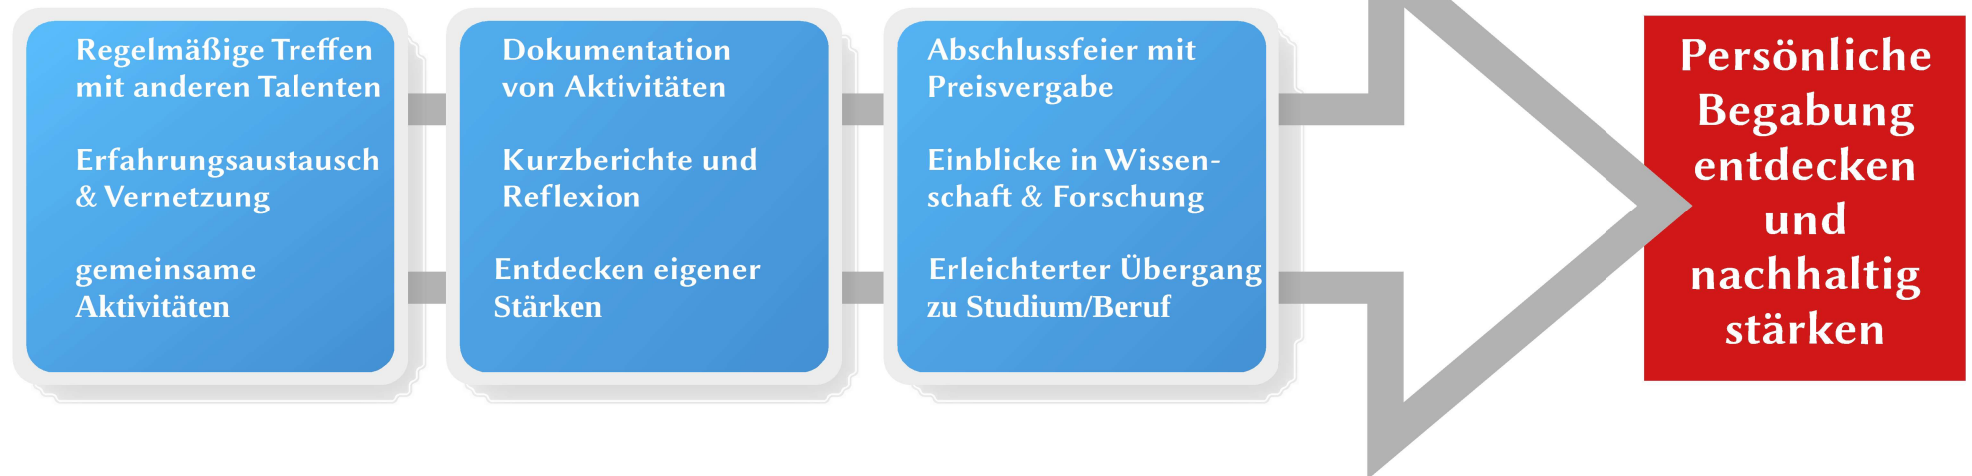 Regelmäßige Treffen
mit anderen Talenten
Erfahrungsaustausch
& Vernetzung
gemeinsame
Aktivitäten
Dokumentation
von Aktivitäten
Kurzberichte und
Reflexion
Entdecken eigener
Stärken
Abschlussfeier mit
Preisvergabe
Einblicke in Wissen-
schaft & Forschung
Erleichterter Übergang
zu Studium/Beruf
Persönliche
Begabung
entdecken
und
nachhaltig
stärken